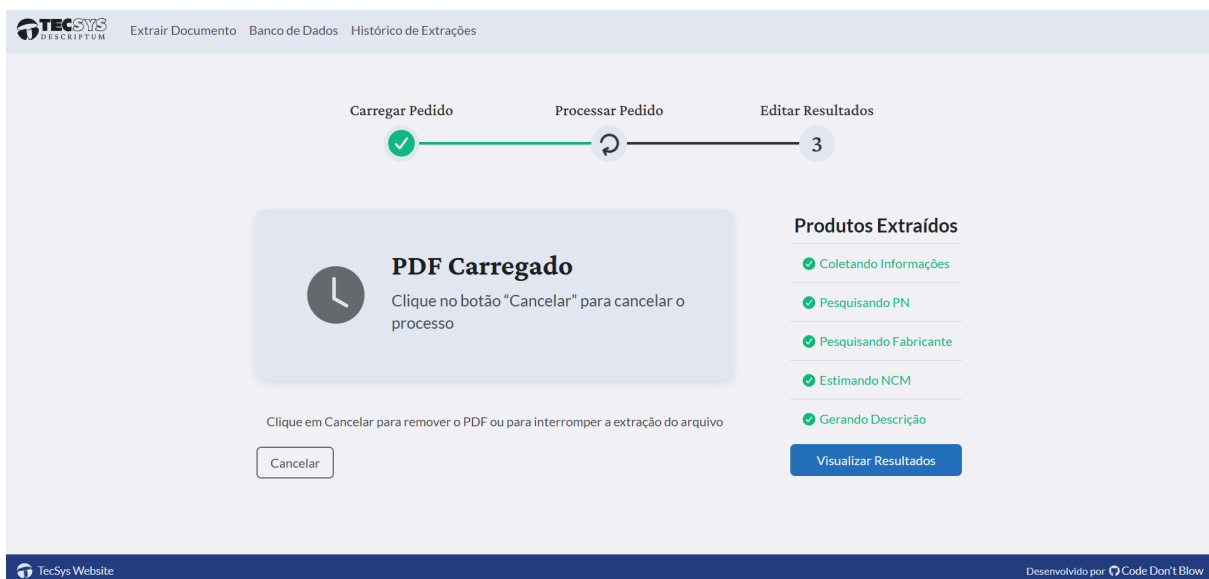 TECSYS
DESCRIPTUM
Extrair Documento Banco de Dados Histórico de Extrações
Carregar Pedido Processar Pedido Editar Resultados
3
Produtos Extraídos
PDF Carregado
Clique no botão “Cancelar” para cancelar o
processo
Coletando Informações
Pesquisando PN
Pesquisando Fabricante
Estimando NCM
Gerando Descrição
Visualizar Resultados
Clique em Cancelar para remover o PDF ou para interromper a extração do arquivo
Cancelar
TecSys Website
Desenvolvido por Code Don't Blow